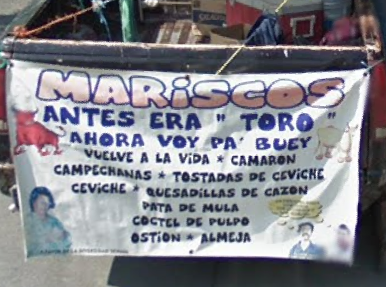 MARISCOS
ANTES ERA " TORO "
AHORA VOY PA' BUEY
VUELVE A LA VIDA * CAMARON
CAMPECHANAS * TOSTADAS DE CEVICHE
CEVICHE * QUESADILLAS DE CAZON
PATA DE MULA
COCTEL DE PULPO
OSTION * ALMEJA